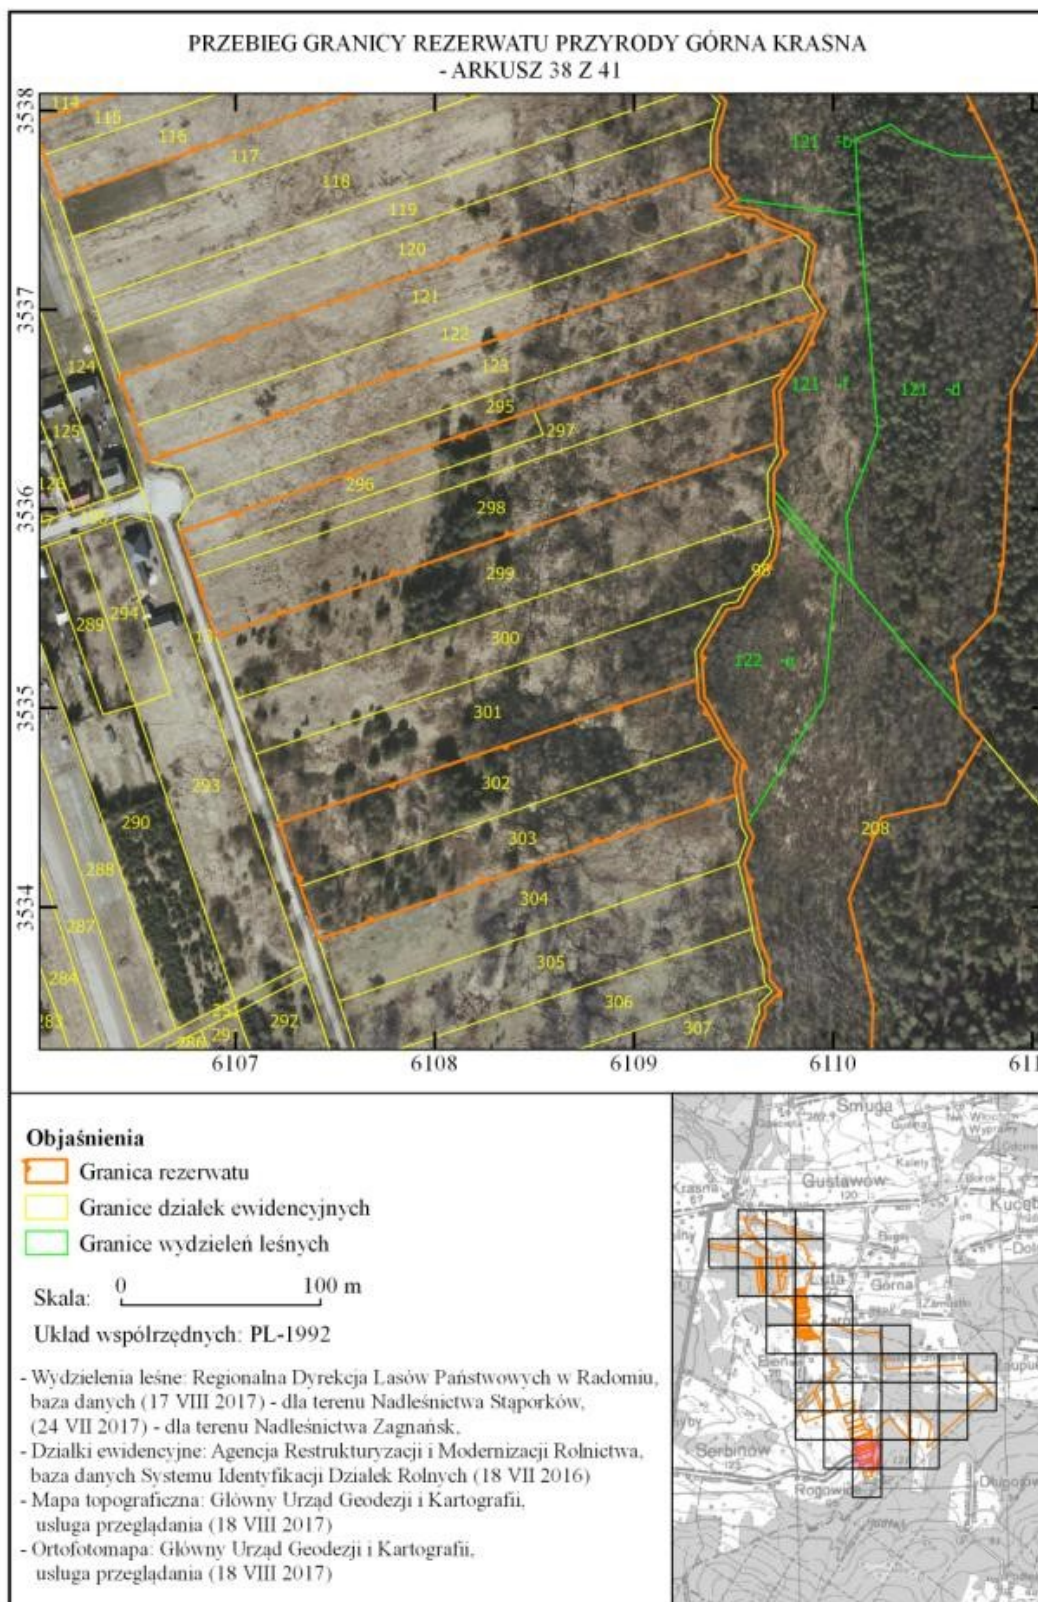 PRZEBIEG GRANICY REZERWATU PRZYRODY GÓRNA KRASNA
- ARKUSZ 38 Z 41
3538
3537
3536
3535
3534
114
115
116
117
118
119
120
121
122
123
124
125
295
296
297
298
299
300
301
302
303
304
305
306
307
294
289
293
290
288
287
284
292
286
98
208
121 -b
121 -f
121 -d
122
6107
6108
6109
6110
Objaśnienia
Granica rezerwatu
Granice działek ewidencyjnych
Granice wydzieleń leśnych
Skala: 0 100 m
Układ współrzędnych: PL-1992
- Wydzielenia leśne: Regionalna Dyrekcja Lasów Państwowych w Radomiu,
baza danych (17 VIII 2017) - dla terenu Nadleśnictwa Stąporków,
(24 VII 2017) - dla terenu Nadleśnictwa Zagnańsk,
- Działki ewidencyjne: Agencja Restrukturyzacji i Modernizacji Rolnictwa,
baza danych Systemu Identyfikacji Działek Rolnych (18 VII 2016)
- Mapa topograficzna: Główny Urząd Geodezji i Kartografii,
usługa przeglądania (18 VIII 2017)
- Ortofotomapa: Główny Urząd Geodezji i Kartografii,
usługa przeglądania (18 VIII 2017)
Smuga
Krasna
Gustawów
120
Kalety
Luta
Górna
Serbinów
Rogowice